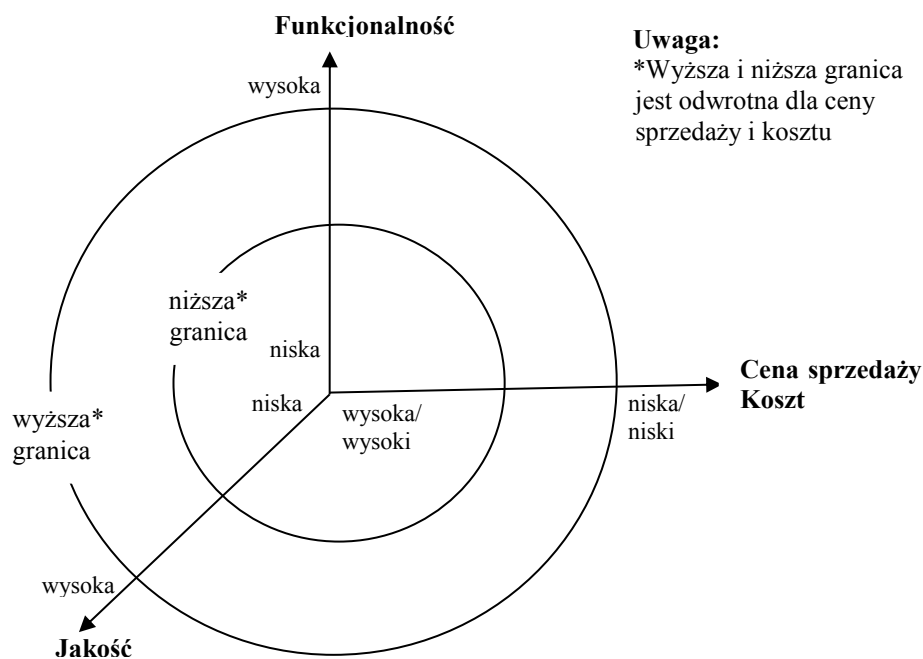 Funkcjonalność
Uwaga:
*Wyższa i niższa granica
jest odwrotna dla ceny
sprzedaży i kosztu
wysoka
niższa*
granica
niska
niska
wysoka/
wysoki
niska/
niski
Cena sprzedaży
Koszt
wyższa*
granica
wysoka
Jakość